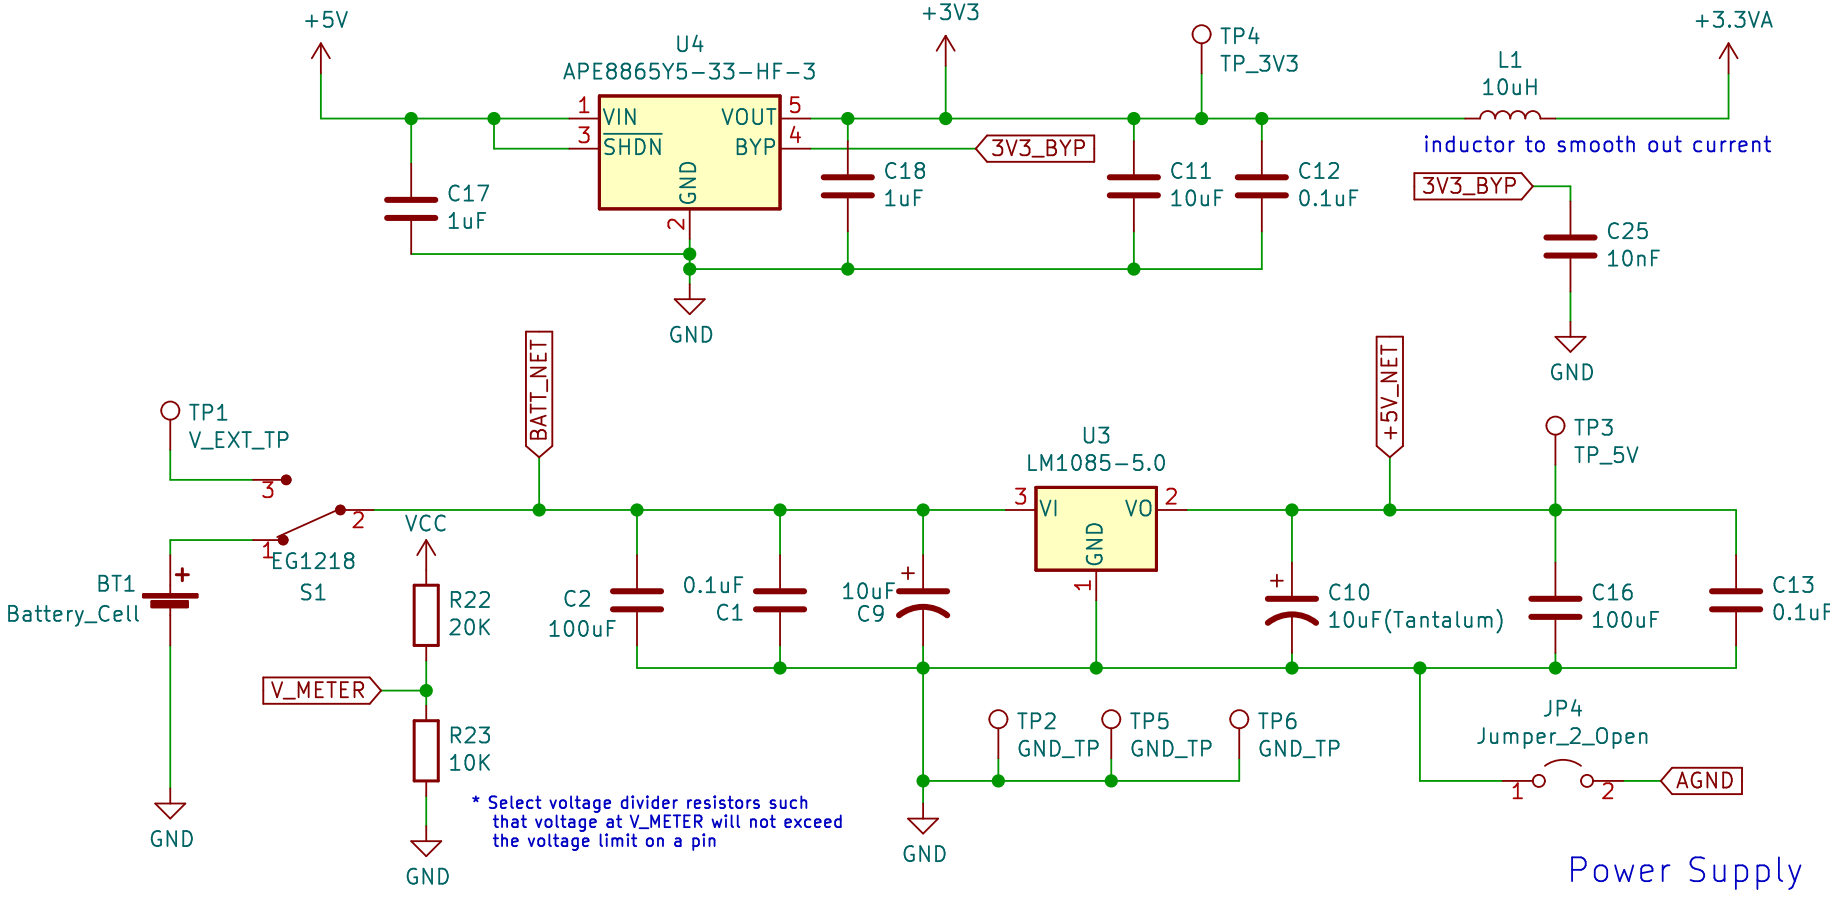 +5V
+3V3
+3.3VA
U4
APE8865Y5-33-HF-3
TP4
TP_3V3
L1
10uH
1
VIN
3
SHDN
VOUT
5
BYP
4
GND
2
3V3_BYP
inductor to smooth out current
C17
1uF
C18
1uF
C11
10uF
C12
0.1uF
3V3_BYP
C25
10nF
GND
GND
BATT_NET
+5V_NET
TP1
V_EXT_TP
3
2
1
EG1218
S1
VCC
BT1
Battery_Cell
R22
20K
V_METER
R23
10K
GND
GND
U3
LM1085-5.0
3
VI
VO
2
GND
1
TP3
TP_5V
C2
100uF
0.1uF
C1
10uF
C9
C10
10uF(Tantalum)
C16
100uF
C13
0.1uF
TP2
GND_TP
TP5
GND_TP
TP6
GND_TP
JP4
Jumper_2_Open
1
2
AGND
GND
* Select voltage divider resistors such
that voltage at V_METER will not exceed
the voltage limit on a pin
Power Supply